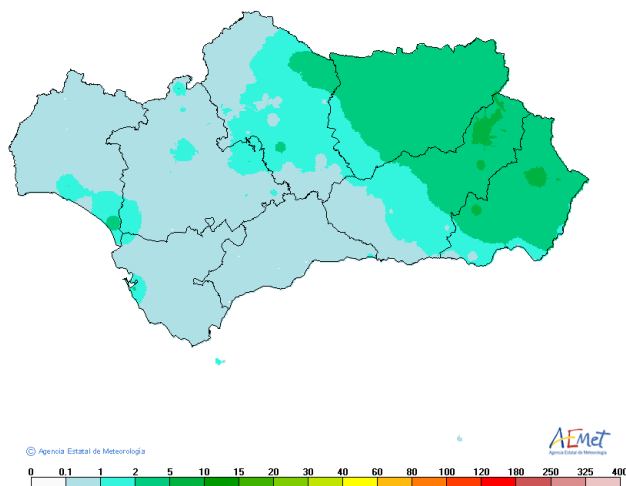 AEMet
Agencia Estatal de Meteorología
© Agencia Estatal de Meteorología
0 0.1 1 2 5 10 15 20 30 40 60 80 100 120 180 250 325 400